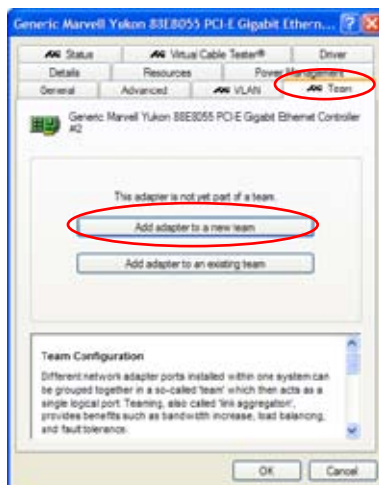 Generic Marvell Yukon 88E8055 PCI-E Gigabit Ethern...
Status
Virtual Cable Tester®
Driver
Details
Resources
Power Management
General
Advanced
VLAN
Team
Generic Marvell Yukon 88E8055 PCI-E Gigabit Ethernet Controller
#2
This adapter is not yet part of a team.
Add adapter to a new team
Add adapter to an existing team
Team Configuration
Different network adapter ports installed within one system can
be grouped together in a so-called 'team' which then acts as a
single logical port. Teaming, also called 'link aggregation',
provides benefits such as bandwidth increase, load balancing,
and fault tolerance.
OK
Cancel